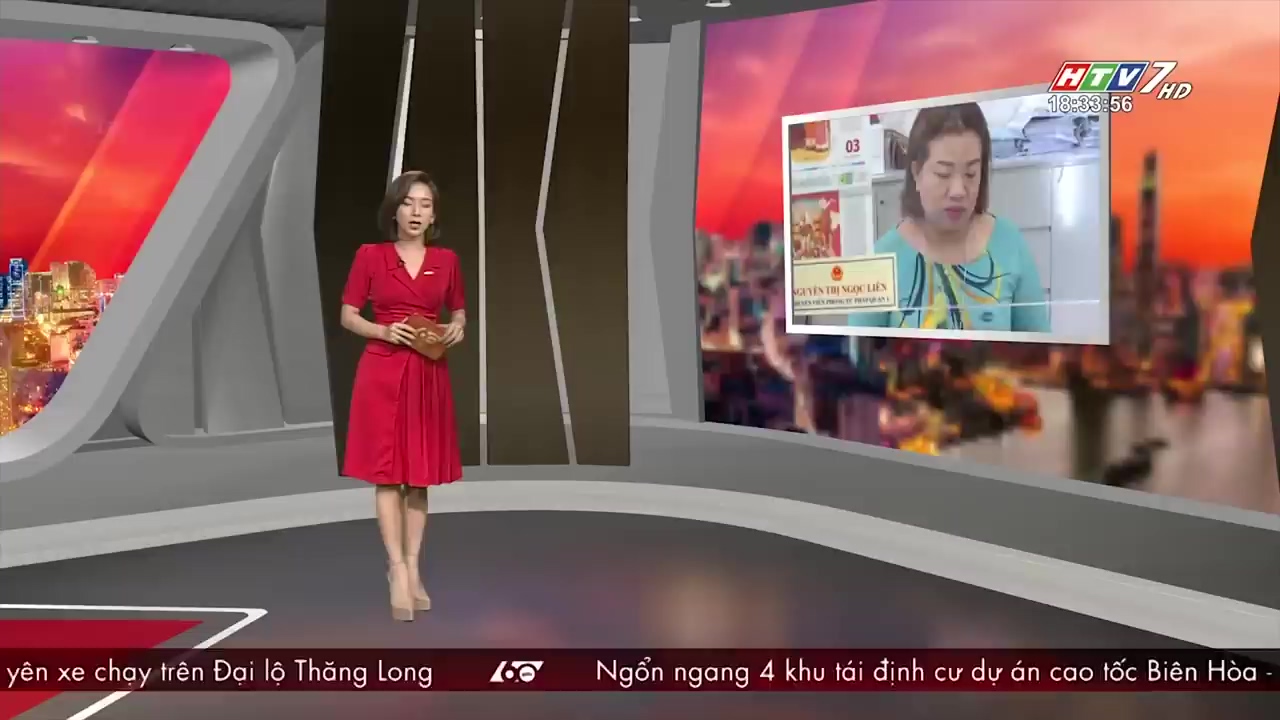 HTV7 HD
18:33:56
03
NGUYỄN THỊ NGỌC LIÊN
yên xe chạy trên Đại lộ Thăng Long
60
Ngổn ngang 4 khu tái định cư dự án cao tốc Biên Hòa -